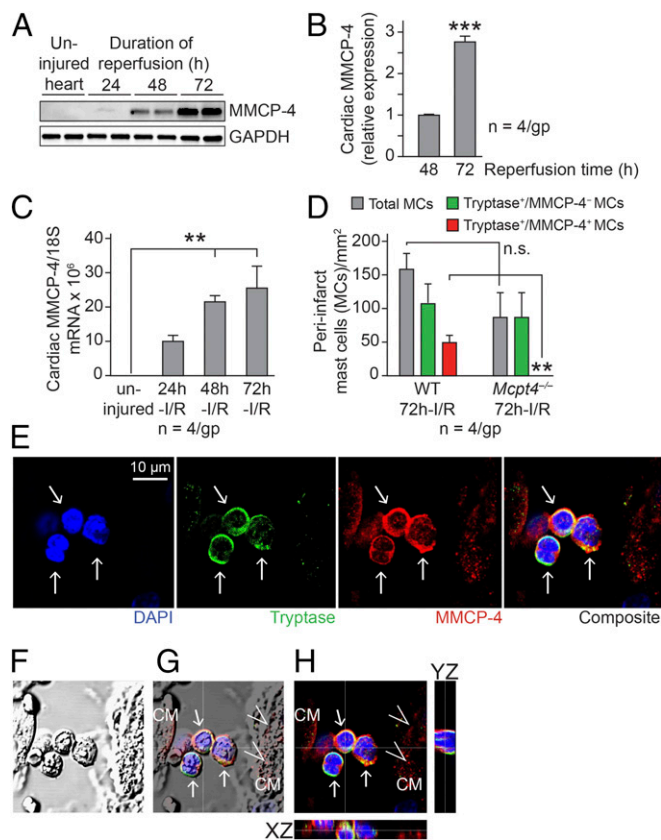 A
Un-
injured
heart
Duration of
reperfusion (h)
24 48 72
MMCP-4
GAPDH
B
Cardiac MMCP-4
(relative expression)
3
2
1
0
***
n = 4/gp
48 72 Reperfusion time (h)
C
Cardiac MMCP-4/18S
mRNA x 10⁶
40
30
20
10
0
**
un-
injured
24h
-I/R
48h
-I/R
72h
-I/R
n = 4/gp
D
Total MCs
Tryptase⁺/MMCP-4⁻ MCs
Tryptase⁺/MMCP-4⁺ MCs
Peri-infarct
mast cells (MCs)/mm²
200
150
100
50
0
n.s.
**
WT
72h-I/R
Mcpt4⁻/⁻
72h-I/R
n = 4/gp
E
10 µm
DAPI
Tryptase
MMCP-4
Composite
F
G
CM
CM
H
CM
CM
YZ
XZ